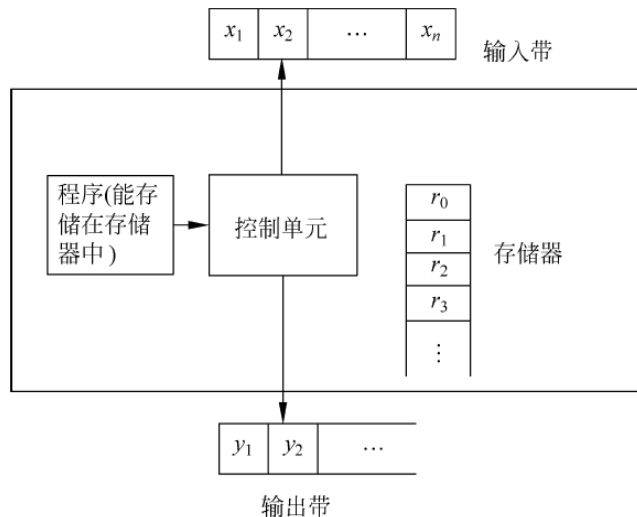 x₁ x₂ … xₙ
输入带
程序(能存
储在存储
器中)
控制单元
r₀
r₁
r₂
r₃
⋮
存储器
y₁ y₂ …
输出带